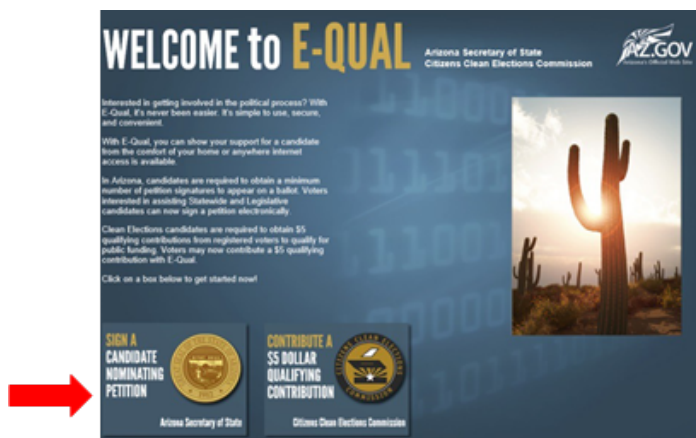 WELCOME to E-QUAL
Arizona Secretary of State
Citizens Clean Elections Commission
AZ.GOV
Arizona's Official Web Site
Interested in getting involved in the political process? With
E-Qual, it's never been easier. It's simple to use, secure,
and convenient.
With E-Qual, you can show your support for a candidate
from the comfort of your home or anywhere internet
access is available.
In Arizona, candidates are required to obtain a minimum
number of petition signatures to appear on a ballot. Voters
interested in assisting Statewide and Legislative
candidates can now sign a petition electronically.
Clean Elections candidates are required to obtain $5
qualifying contributions from registered voters to qualify for
public funding. Voters may now contribute a $5 qualifying
contribution with E-Qual.
Click on a box below to get started now!
SIGN A
CANDIDATE
NOMINATING
PETITION
1912
Arizona Secretary of State
CONTRIBUTE A
$5 DOLLAR
QUALIFYING
CONTRIBUTION
CITIZENS CLEAN ELECTIONS
COMMISSION
Citizens Clean Elections Commission